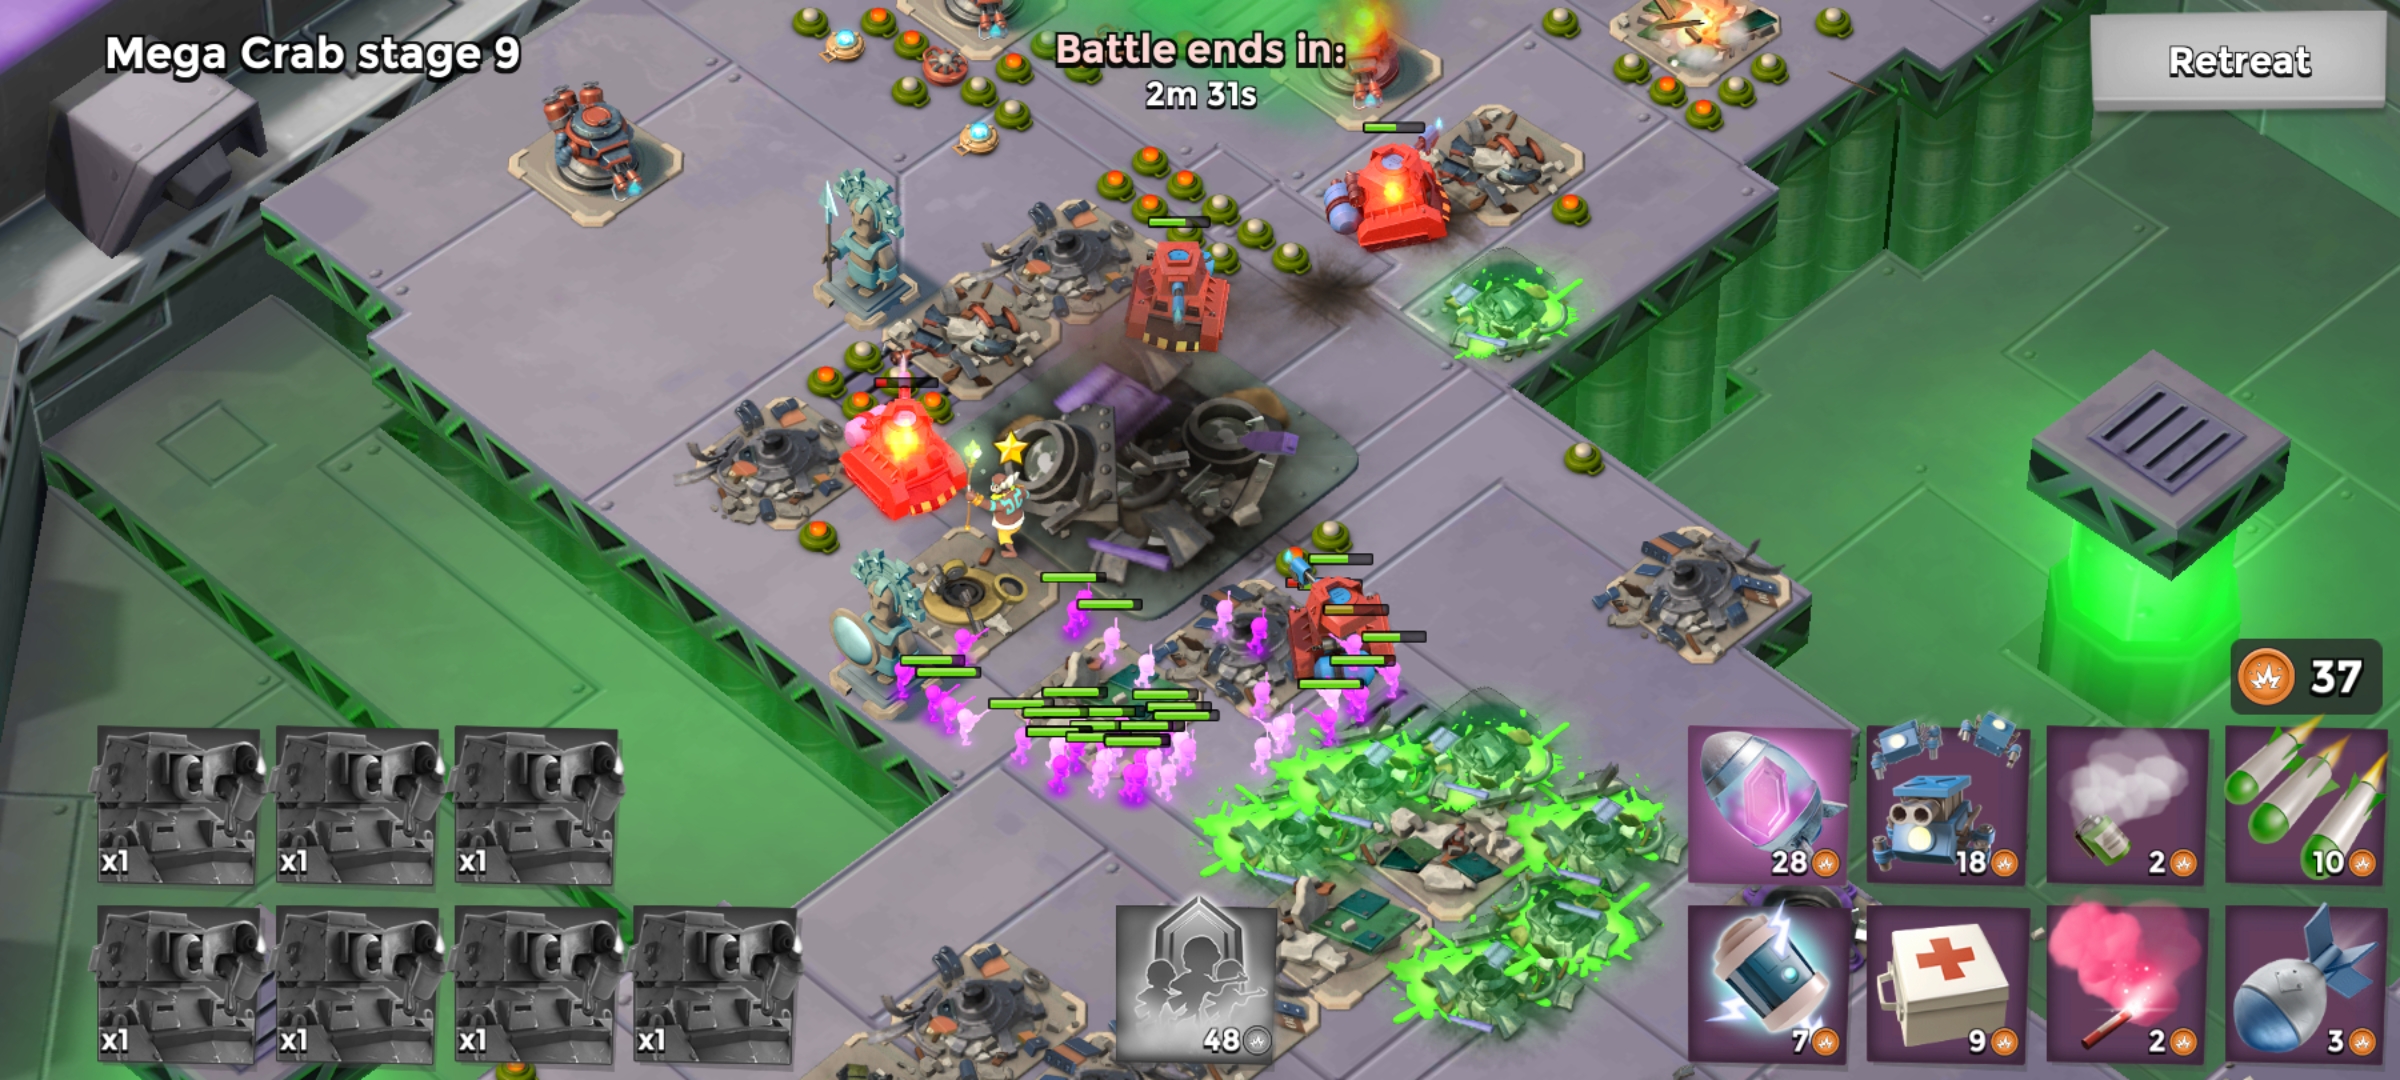 Mega Crab stage 9
Battle ends in:
2m 31s
Retreat
37
x1
x1
x1
28
18
2
10
x1
x1
x1
x1
48
7
9
2
3